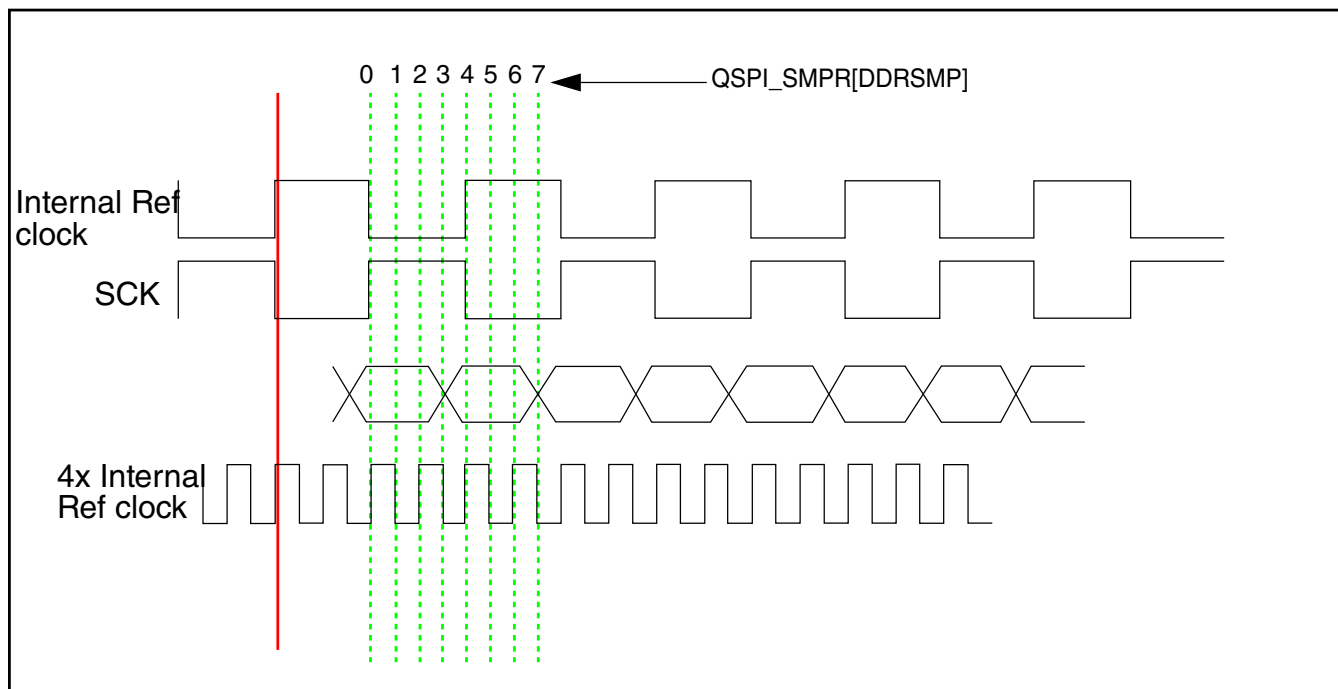 0 1 2 3 4 5 6 7
QSPI_SMPR[DDRSMP]
Internal Ref
clock
SCK
4x Internal
Ref clock